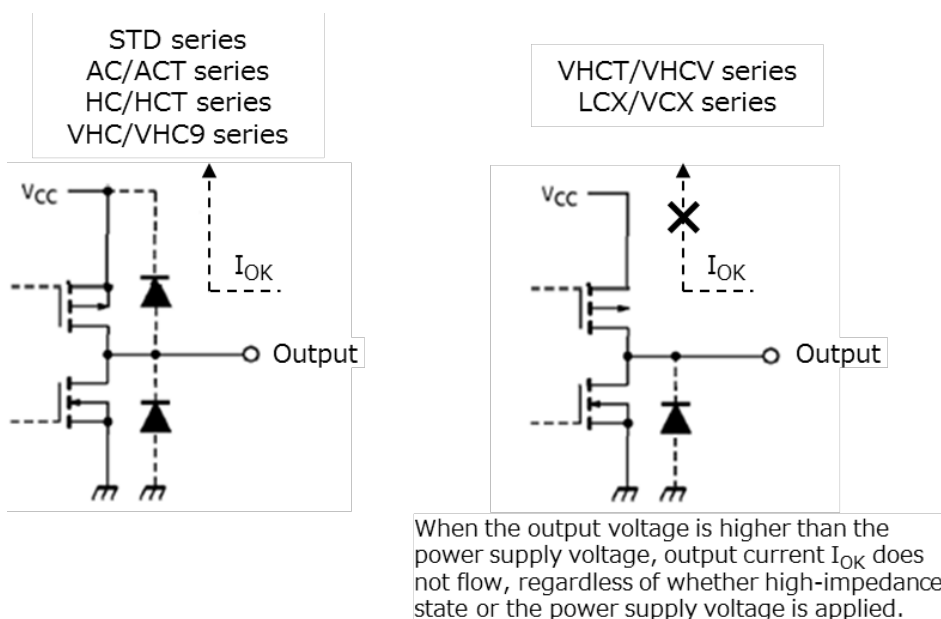 STD series
AC/ACT series
HC/HCT series
VHC/VHC9 series
VCC
IOK
Output
VHCT/VHCV series
LCX/VCX series
VCC
IOK
Output
When the output voltage is higher than the
power supply voltage, output current IOK does
not flow, regardless of whether high-impedance
state or the power supply voltage is applied.